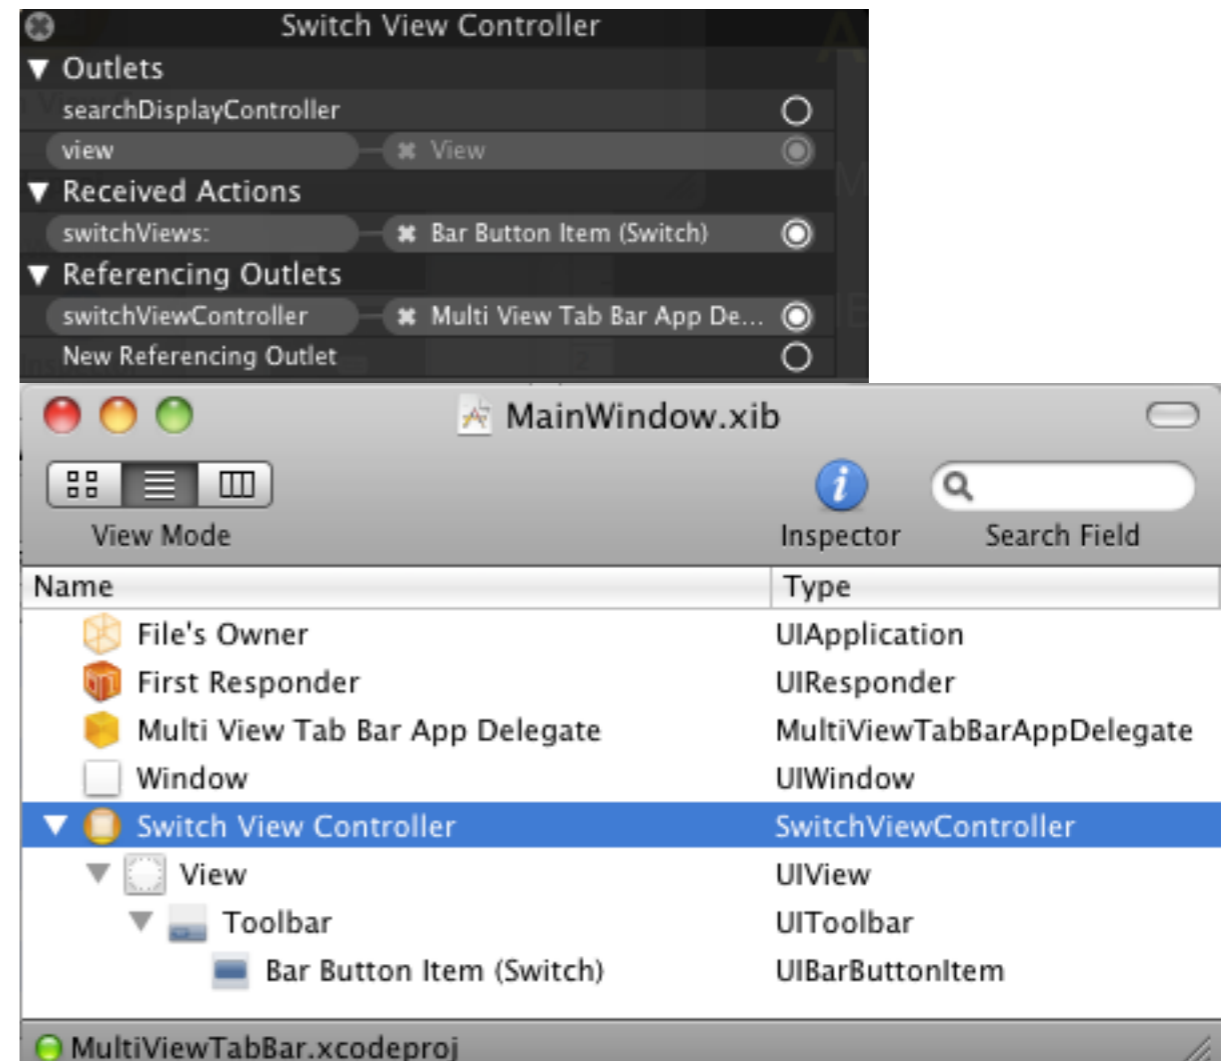 Switch View Controller
Outlets
searchDisplayController
view View
Received Actions
switchViews: Bar Button Item (Switch)
Referencing Outlets
switchViewController Multi View Tab Bar App De...
New Referencing Outlet
MainWindow.xib
View Mode Inspector Search Field
Name Type
File's Owner UIApplication
First Responder UIResponder
Multi View Tab Bar App Delegate MultiViewTabBarAppDelegate
Window UIWindow
Switch View Controller SwitchViewController
View UIView
Toolbar UIToolbar
Bar Button Item (Switch) UIBarButtonItem
MultiViewTabBar.xcodeproj